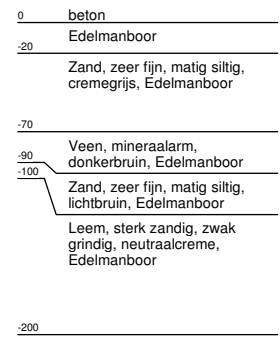 0 beton
Edelmanboor
-20
Zand, zeer fijn, matig siltig,
cremegrijs, Edelmanboor
-70
Veen, mineraalarm,
donkerbruin, Edelmanboor
-90
-100
Zand, zeer fijn, matig siltig,
lichtbruin, Edelmanboor
Leem, sterk zandig, zwak
grindig, neutraalcreme,
Edelmanboor
-200